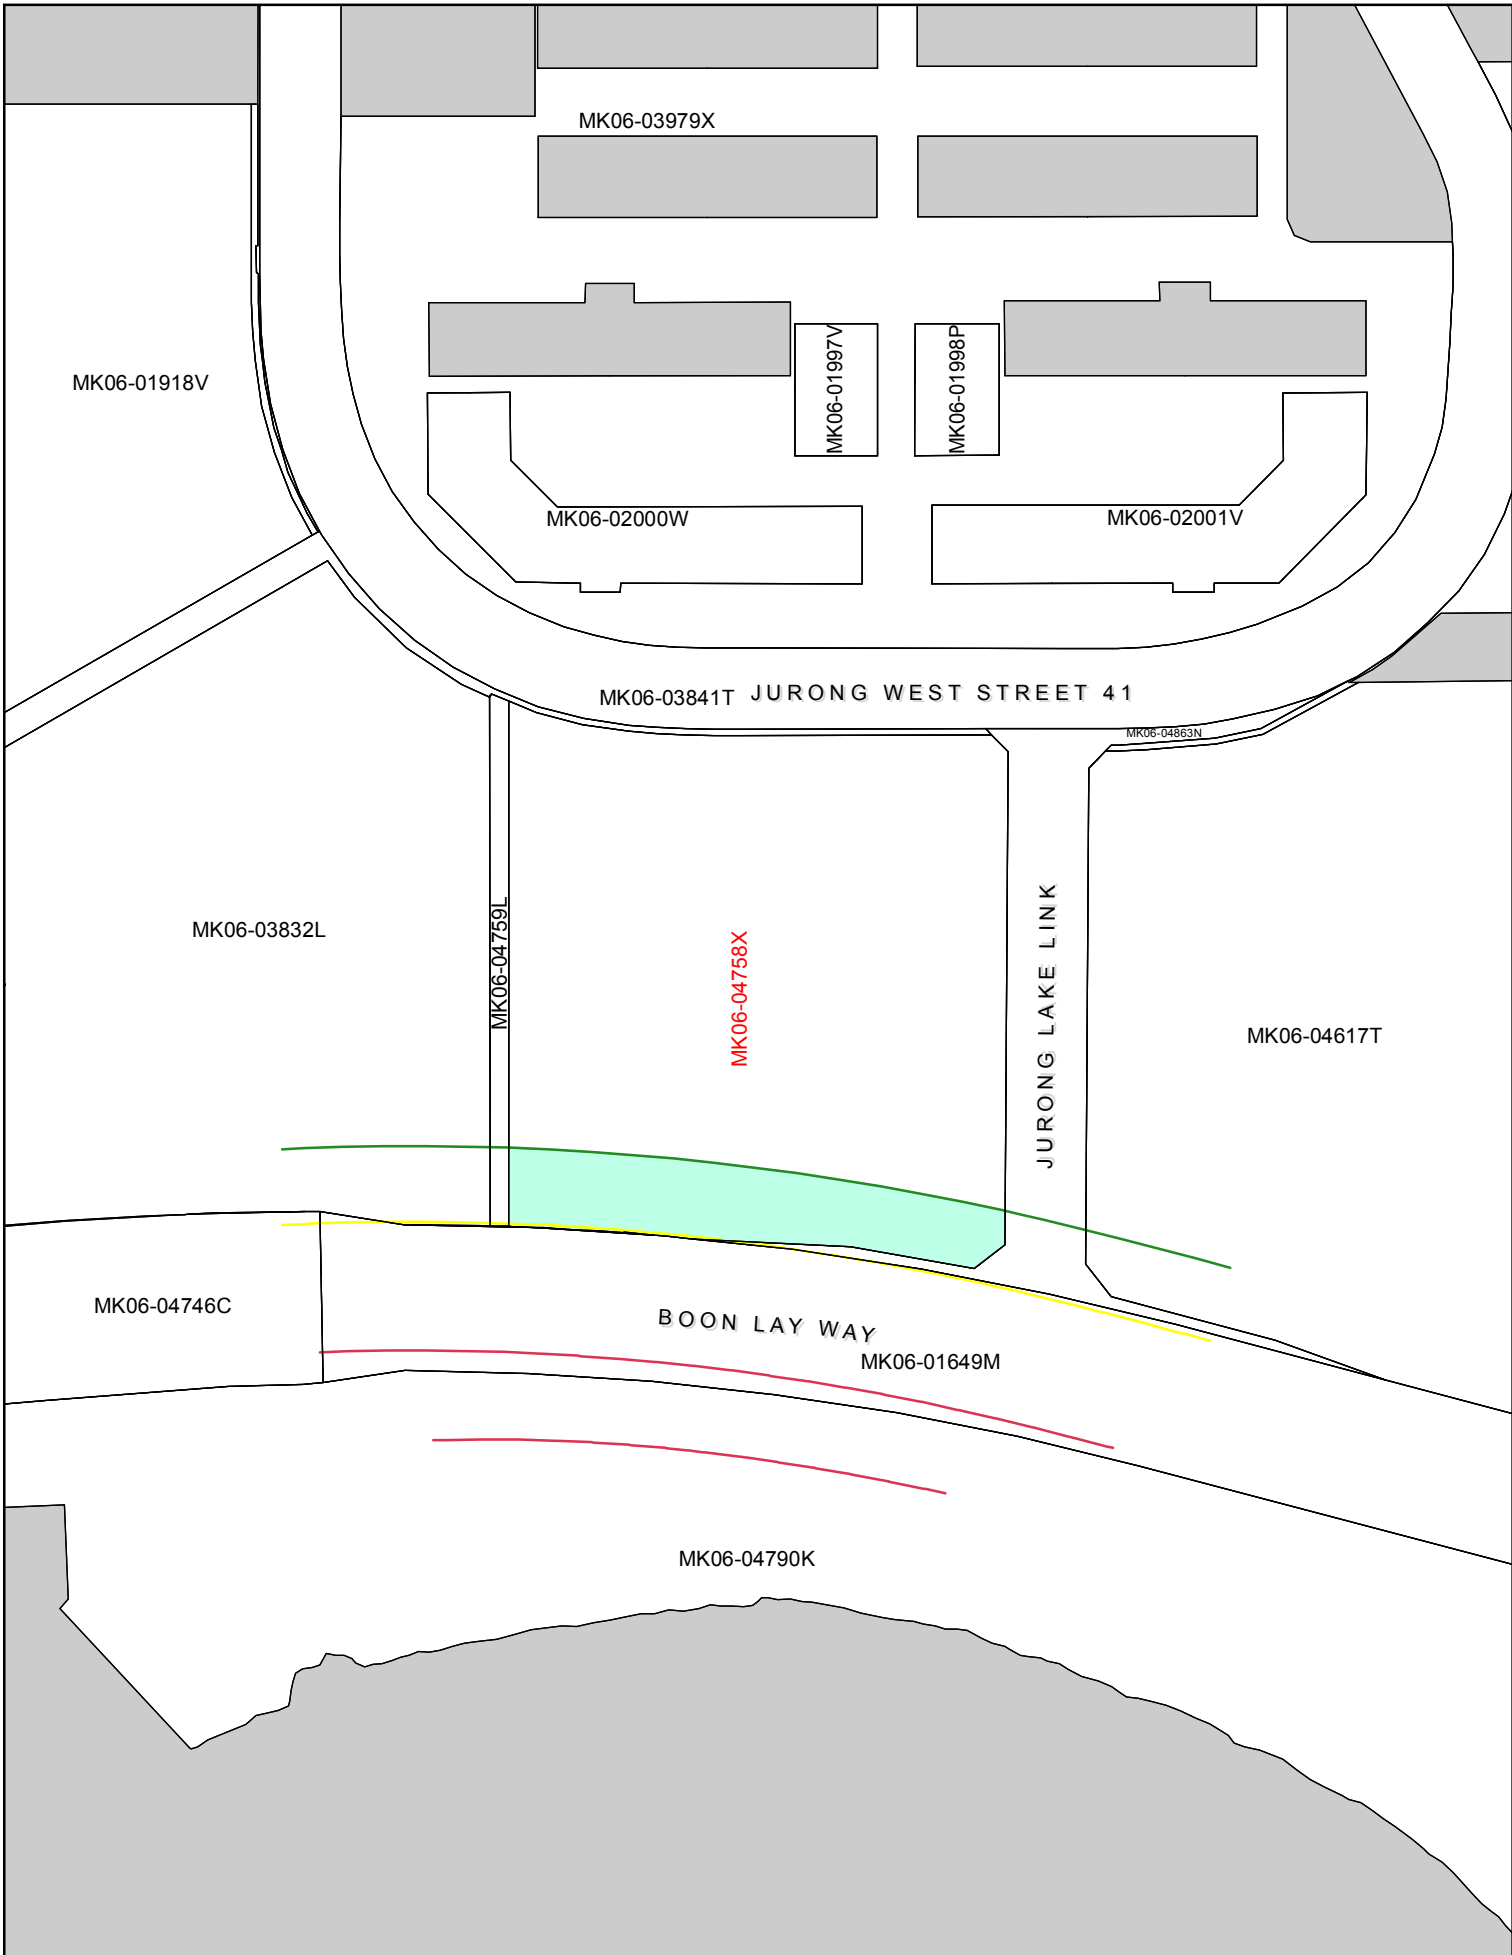 MK06-03979X
MK06-01918V
MK06-01997V
MK06-01998P
MK06-02000W
MK06-02001V
MK06-03841T
JURONG WEST STREET 41
MK06-04863N
MK06-03832L
MK06-04759L
MK06-04758X
JURONG LAKE LINK
MK06-04617T
MK06-04746C
BOON LAY WAY
MK06-01649M
MK06-04790K